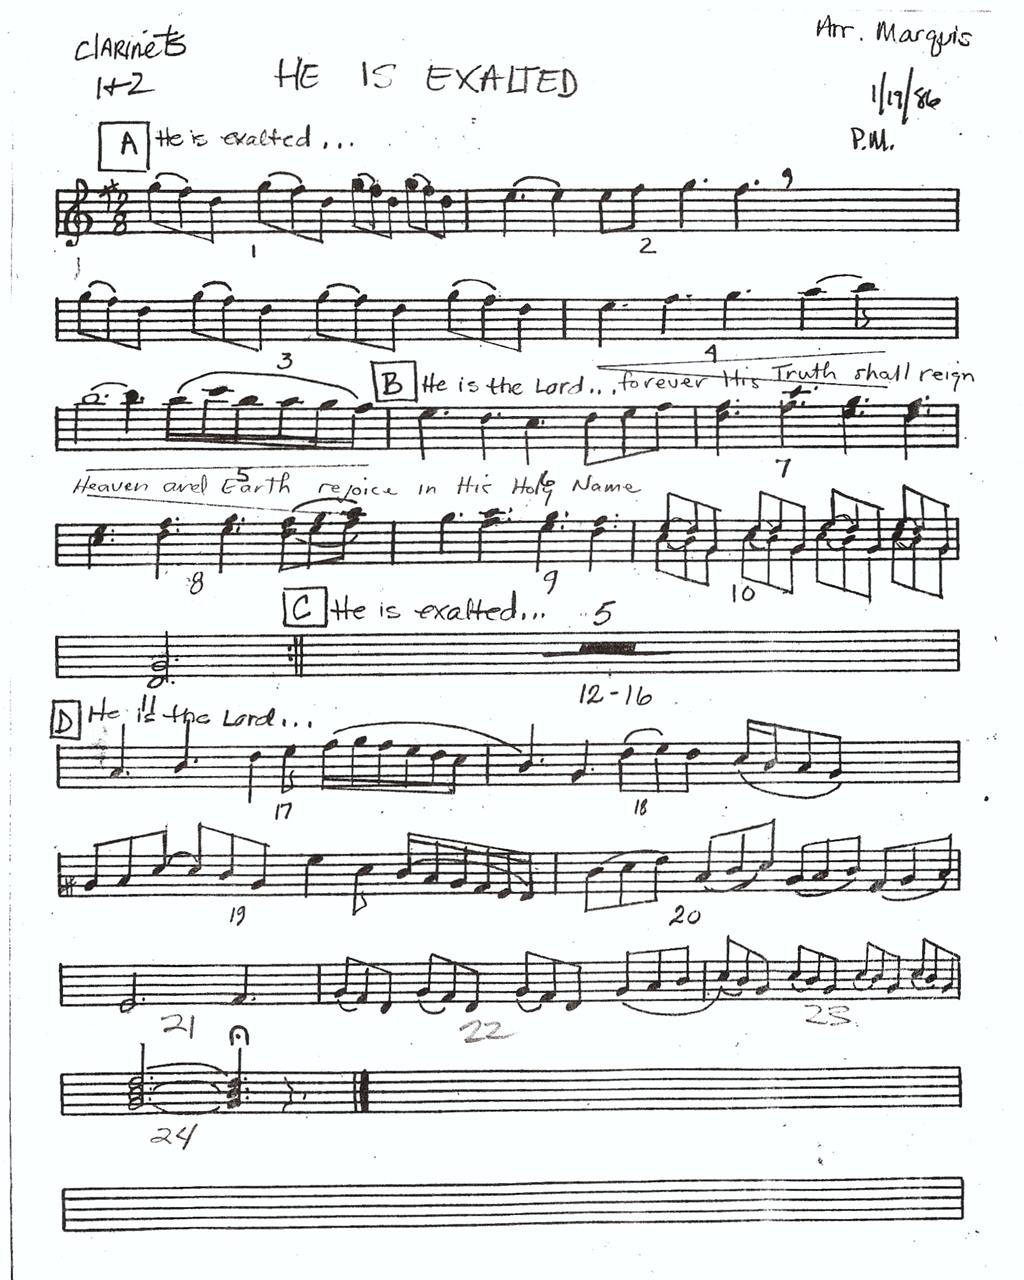 Clarinets
1+2
HE IS EXALTED
Arr. Marquis
1/19/86
P.M.
A He is exalted...
12
8
1 1 2
3 4
B He is the Lord... forever His Truth shall reign
5 6 7
Heaven and Earth rejoice in His Holy Name
8 9 10
C He is exalted... 5
11 12-16
D He is the Lord...
17 18
19 20
21 22 23
24